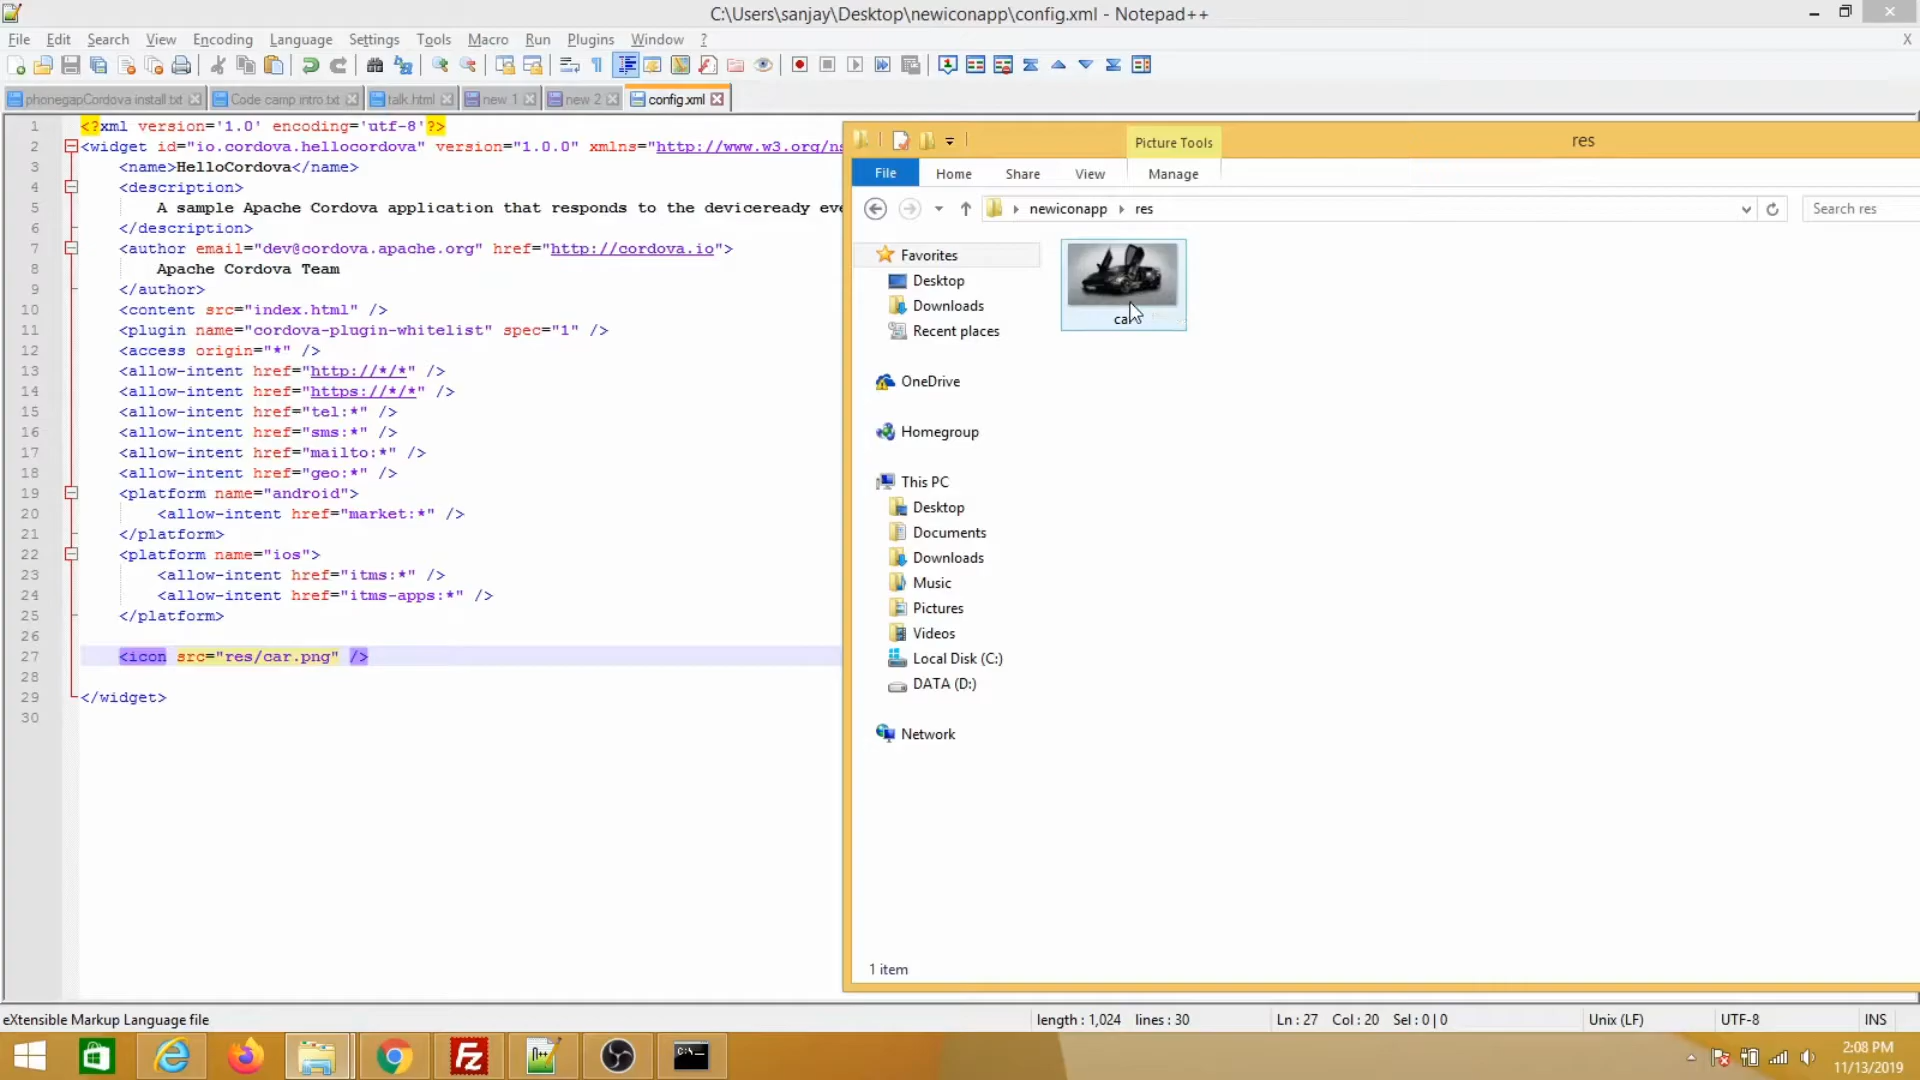 C:\Users\sanjay\Desktop\newiconapp\config.xml - Notepad++
File Edit Search View Encoding Language Settings Tools Macro Run Plugins Window ?
X
phonegapCordova install.txt Code camp intro.txt talk.html new 1 new 2 config.xml
1 <?xml version='1.0' encoding='utf-8'?>
2 <widget id="io.cordova.hellocordova" version="1.0.0" xmlns="http://www.w3.org/ns
3 <name>HelloCordova</name>
4 <description>
5 A sample Apache Cordova application that responds to the deviceready eve
6 </description>
7 <author email="dev@cordova.apache.org" href="http://cordova.io">
8 Apache Cordova Team
9 </author>
10 <content src="index.html" />
11 <plugin name="cordova-plugin-whitelist" spec="1" />
12 <access origin="*" />
13 <allow-intent href="http://*/*" />
14 <allow-intent href="https://*/*" />
15 <allow-intent href="tel:*" />
16 <allow-intent href="sms:*" />
17 <allow-intent href="mailto:*" />
18 <allow-intent href="geo:*" />
19 <platform name="android">
20 <allow-intent href="market:*" />
21 </platform>
22 <platform name="ios">
23 <allow-intent href="itms:*" />
24 <allow-intent href="itms-apps:*" />
25 </platform>
26
27 <icon src="res/car.png" />
28
29 </widget>
30
res
Picture Tools
File Home Share View Manage
newiconapp res
Search res
Favorites
Desktop
Downloads
Recent places
OneDrive
Homegroup
This PC
Desktop
Documents
Downloads
Music
Pictures
Videos
Local Disk (C:)
DATA (D:)
Network
1 item
eXtensible Markup Language file
length : 1,024 lines : 30
Ln : 27 Col : 20 Sel : 0 | 0
Unix (LF)
UTF-8
INS
2:08 PM
11/13/2019